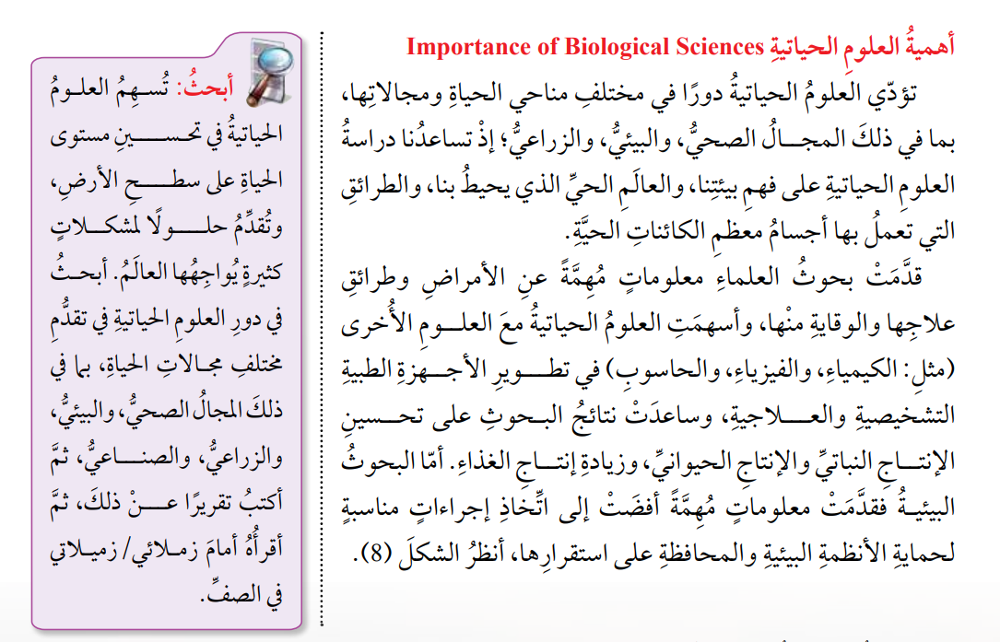 أهميةُ العلومِ الحياتيةِ Importance of Biological Sciences
تؤدّي العلومُ الحياتيةُ دورًا في مختلفِ مناحي الحياةِ ومجالاتِها،
بما في ذلكَ المجالُ الصحيُّ، والبيئيُّ، والزراعيُّ؛ إذْ تساعدُنا دراسةُ
العلومِ الحياتيةِ على فهمِ بيئتِنا، والعالَمِ الحيِّ الذي يحيطُ بنا، والطرائقِ
التي تعملُ بها أجسامُ معظمِ الكائناتِ الحيَّةِ.
قدَّمَتْ بحوثُ العلماءِ معلوماتٍ مُهِمَّةً عنِ الأمراضِ وطرائقِ
علاجِها والوقايةِ منْها، وأسهمَتِ العلومُ الحياتيةُ معَ العلومِ الأُخرى
(مثلِ: الكيمياءِ، والفيزياءِ، والحاسوبِ) في تطويرِ الأجهزةِ الطبيةِ
التشخيصيةِ والعلاجيةِ، وساعدَتْ نتائجُ البحوثِ على تحسينِ
الإنتاجِ النباتيِّ والإنتاجِ الحيوانيِّ، وزيادةِ إنتاجِ الغذاءِ. أمّا البحوثُ
البيئيةُ فقدَّمَتْ معلوماتٍ مُهِمَّةً أفضَتْ إلى اتِّخاذِ إجراءاتٍ مناسبةٍ
لحمايةِ الأنظمةِ البيئيةِ والمحافظةِ على استقرارِها، أنظرُ الشكلَ (8).
أبحثُ: تُسهِمُ العلومُ
الحياتيةُ في تحسينِ مستوى
الحياةِ على سطحِ الأرضِ،
وتُقدِّمُ حلولًا لمشكلاتٍ
كثيرةٍ يُواجِهُها العالَمُ. أبحثُ
في دورِ العلومِ الحياتيةِ في تقدُّمِ
مختلفِ مجالاتِ الحياةِ، بما في
ذلكَ المجالُ الصحيُّ، والبيئيُّ،
والزراعيُّ، والصناعيُّ، ثمَّ
أكتبُ تقريرًا عنْ ذلكَ، ثمَّ
أقرأُهُ أمامَ زملائي/ زميلاتي
في الصفِّ.